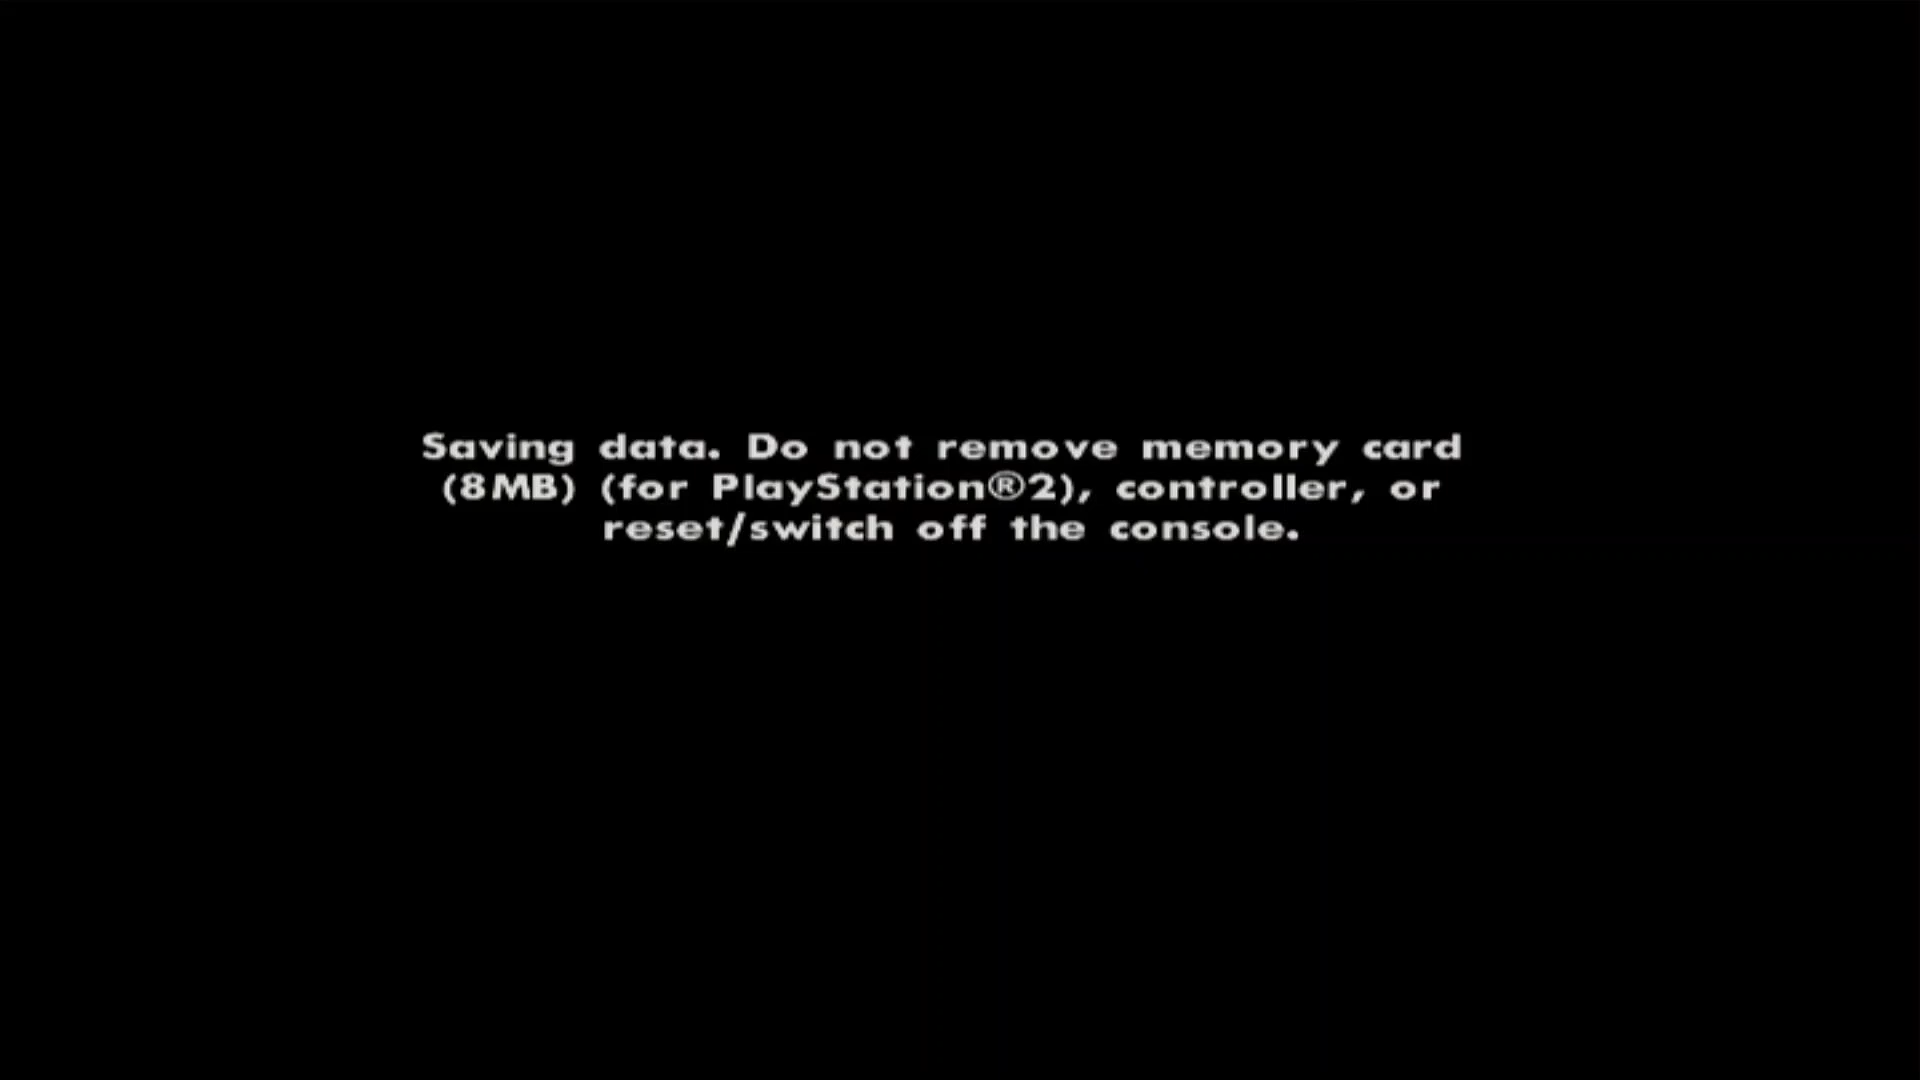 Saving data. Do not remove memory card
(8MB) (for PlayStation®2), controller, or
reset/switch off the console.